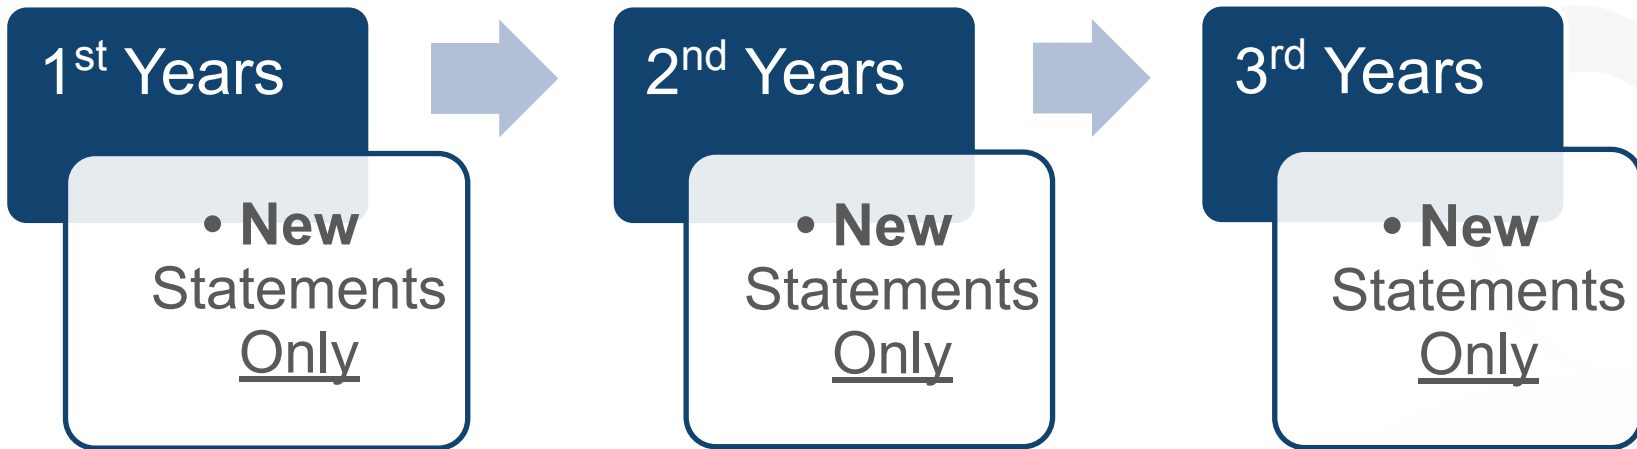 1st Years
• New
Statements
Only
2nd Years
• New
Statements
Only
3rd Years
• New
Statements
Only